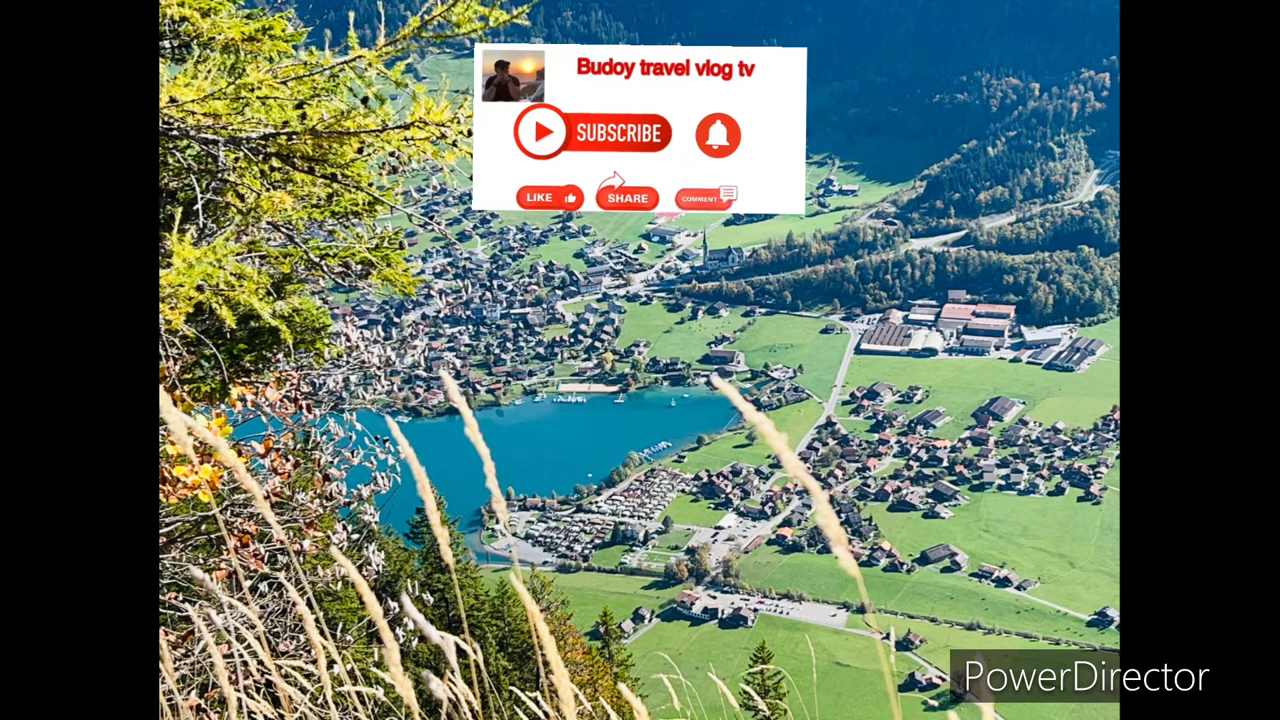 Budoy travel vlog tv
SUBSCRIBE
LIKE
SHARE
COMMENT
PowerDirector